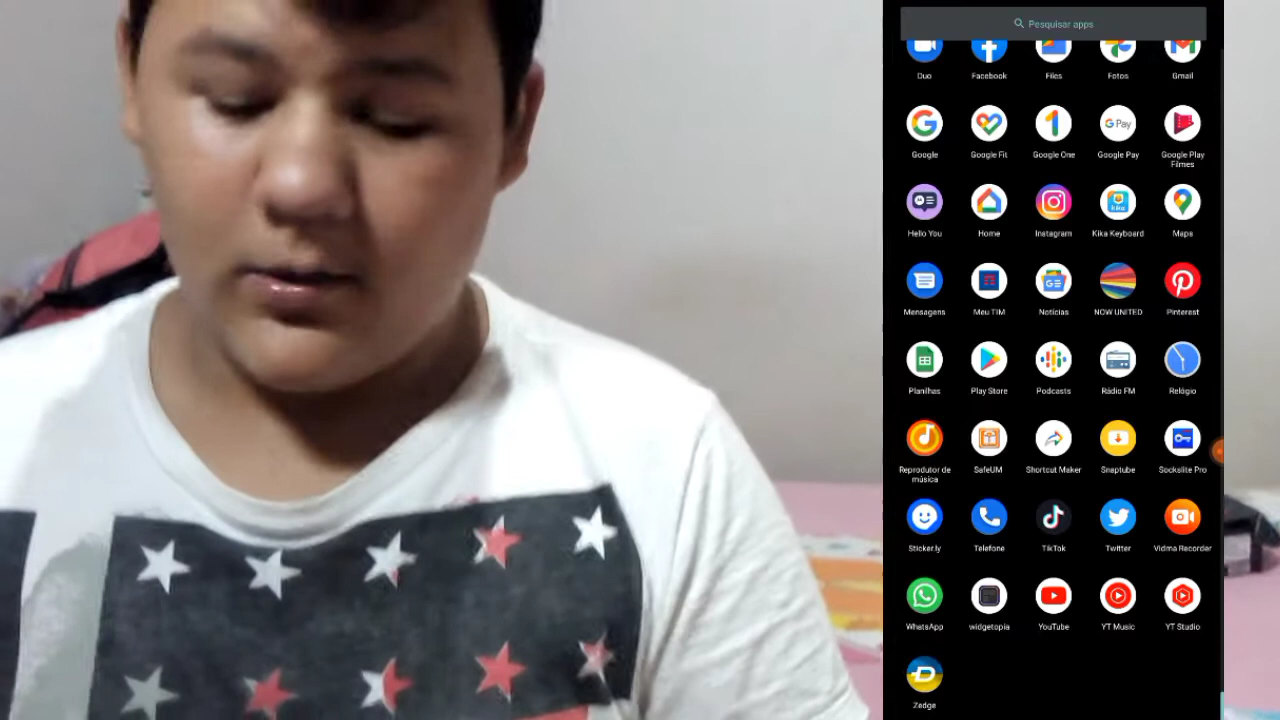 Pesquisar apps
Duo Facebook Files Fotos Gmail
Google Google Fit Google One Google Pay Google Play Filmes
Hello You Home Instagram Kika Keyboard Maps
Mensagens Meu TIM Notícias NOW UNITED Pinterest
Planilhas Play Store Podcasts Rádio FM Relógio
Reprodutor de música SafeUM Shortcut Maker Snaptube Sockslite Pro
Sticker.ly Telefone TikTok Twitter Vidma Recorder
WhatsApp widgetopia YouTube YT Music YT Studio
Zedge